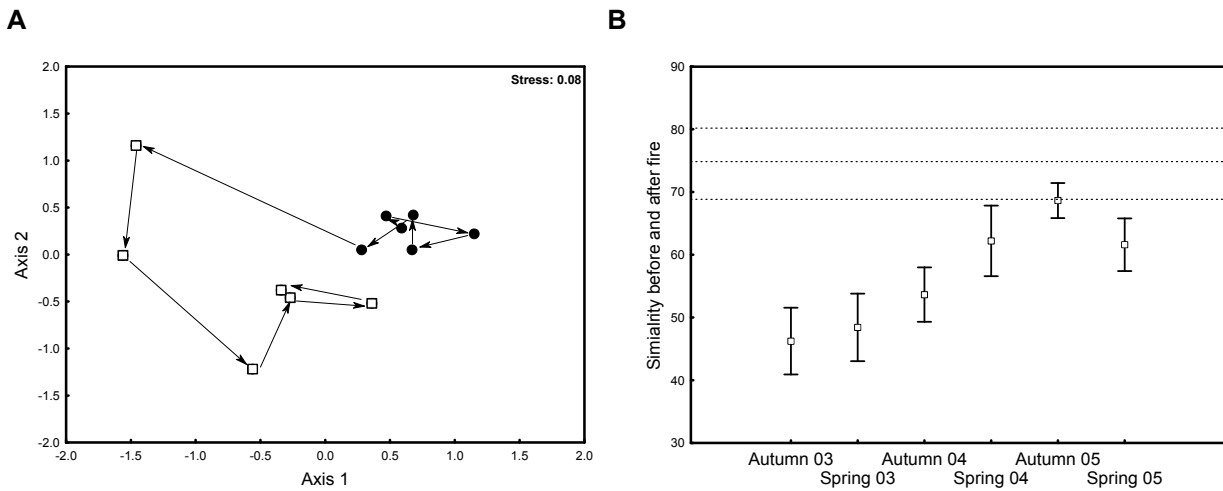 A
2.0
1.5
1.0
0.5
0.0
-0.5
-1.0
-1.5
-2.0
Axis 2
Stress: 0.08
-2.0 -1.5 -1.0 -0.5 0.0 0.5 1.0 1.5 2.0
Axis 1
B
90
80
70
60
50
40
30
Simialrity before and after fire
Autumn 03 Autumn 04 Autumn 05
Spring 03 Spring 04 Spring 05